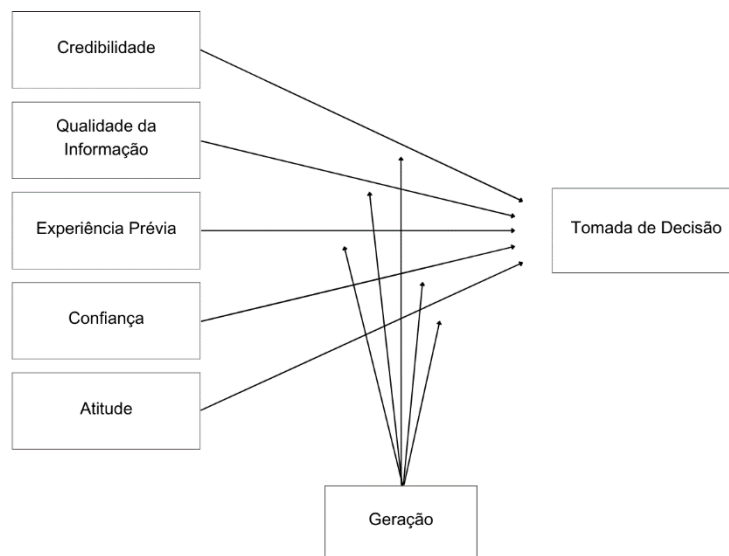 Credibilidade
Qualidade da
Informação
Experiência Prévia
Tomada de Decisão
Confiança
Atitude
Geração